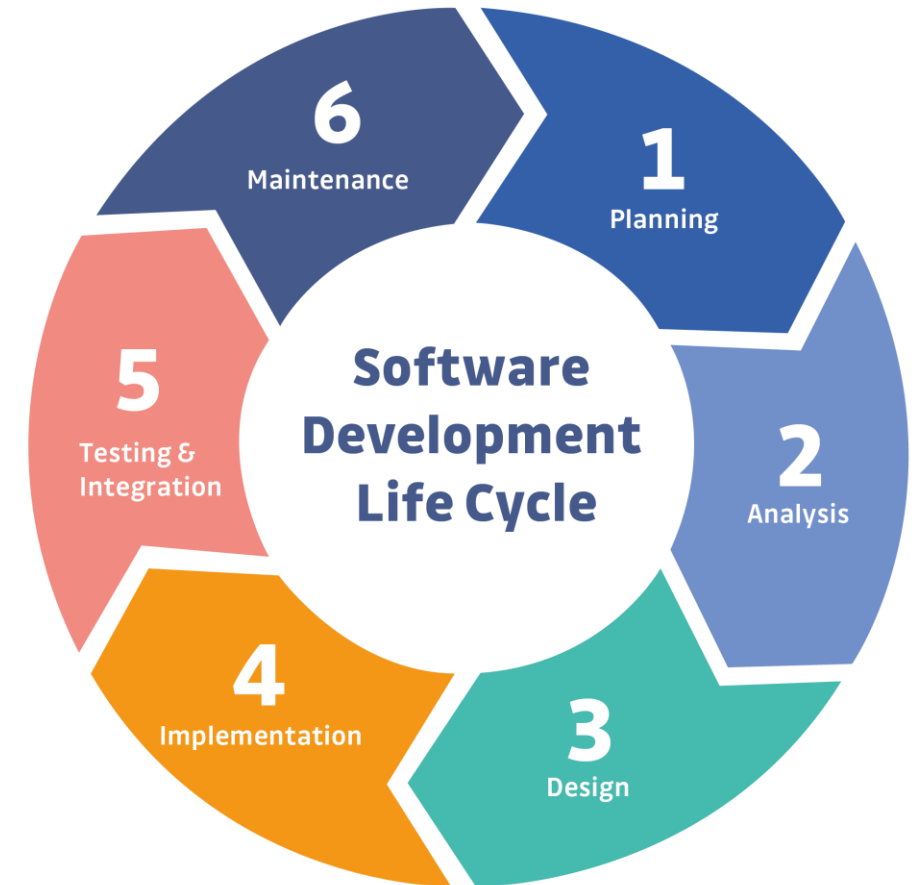 Software
Development
Life Cycle
1
Planning
2
Analysis
3
Design
4
Implementation
5
Testing &
Integration
6
Maintenance